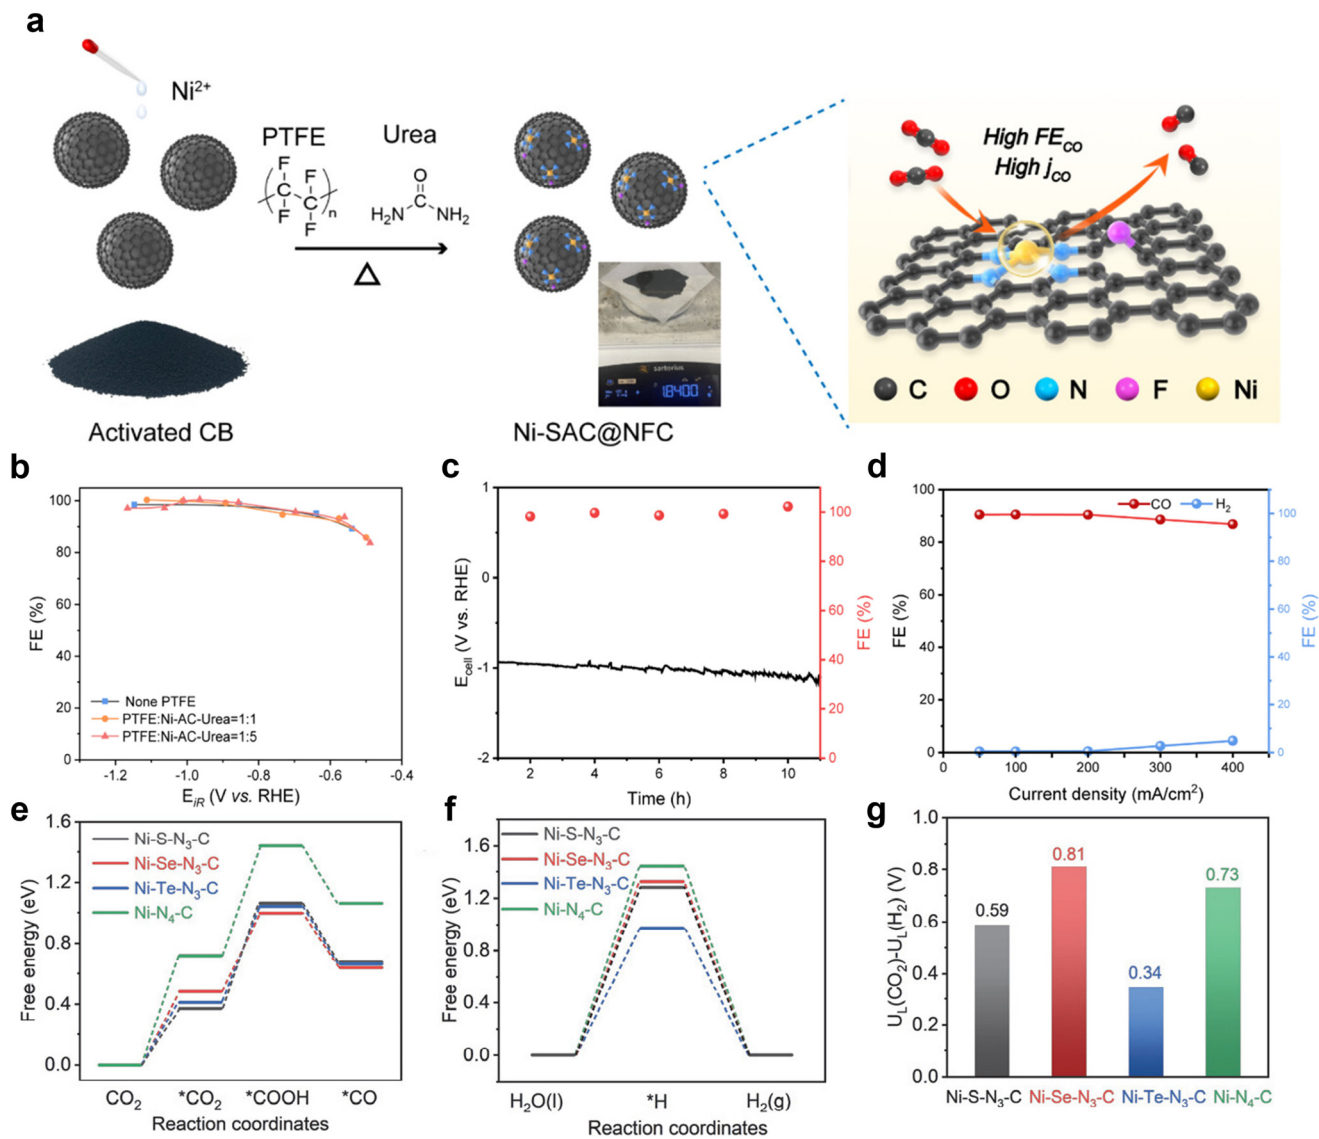 a
Ni²⁺
PTFE
Urea
F
F
C
C
F
F
n
O
C
H₂N
NH₂
Δ
High FE_CO
High j_CO
sartorius
18400
C O N F Ni
Activated CB
Ni-SAC@NFC
b
FE (%)
100
80
60
40
20
0
None PTFE
PTFE:Ni-AC-Urea=1:1
PTFE:Ni-AC-Urea=1:5
-1.2 -1.0 -0.8 -0.6 -0.4
E_iR (V vs. RHE)
c
E_cell (V vs. RHE)
1
0
-1
-2
100
80
60
40
20
0
FE (%)
2 4 6 8 10
Time (h)
d
FE (%)
100
80
60
40
20
0
CO H₂
100
80
60
40
20
0
FE (%)
0 100 200 300 400
Current density (mA/cm²)
e
Free energy (eV)
1.6
1.2
0.8
0.4
0.0
Ni-S-N₃-C
Ni-Se-N₃-C
Ni-Te-N₃-C
Ni-N₄-C
CO₂ *CO₂ *COOH *CO
Reaction coordinates
f
Free energy (eV)
1.6
1.2
0.8
0.4
0.0
Ni-S-N₃-C
Ni-Se-N₃-C
Ni-Te-N₃-C
Ni-N₄-C
H₂O(l) *H H₂(g)
Reaction coordinates
g
U_L(CO₂)-U_L(H₂) (V)
1.0
0.8
0.6
0.4
0.2
0.0
0.59
0.81
0.34
0.73
Ni-S-N₃-C Ni-Se-N₃-C Ni-Te-N₃-C Ni-N₄-C